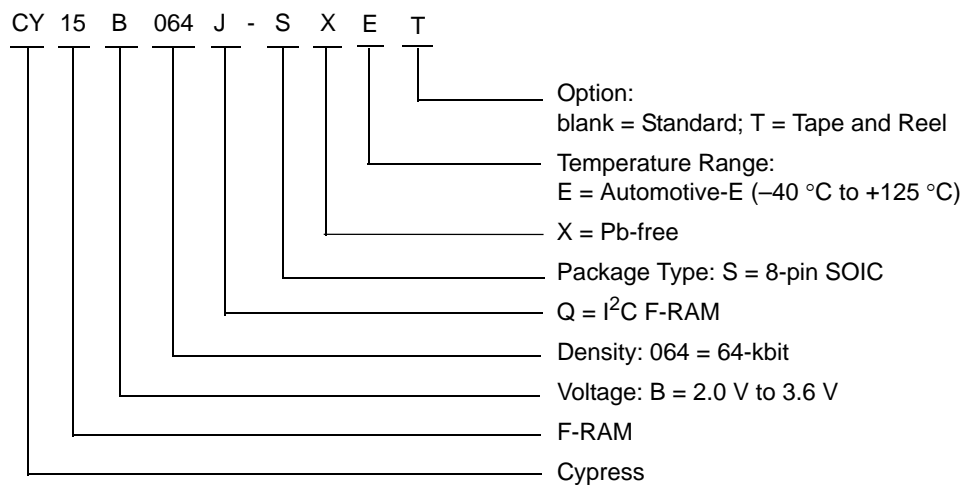 CY 15 B 064 J - S X E T
Option:
blank = Standard; T = Tape and Reel
Temperature Range:
E = Automotive-E (–40 °C to +125 °C)
X = Pb-free
Package Type: S = 8-pin SOIC
Q = I²C F-RAM
Density: 064 = 64-kbit
Voltage: B = 2.0 V to 3.6 V
F-RAM
Cypress